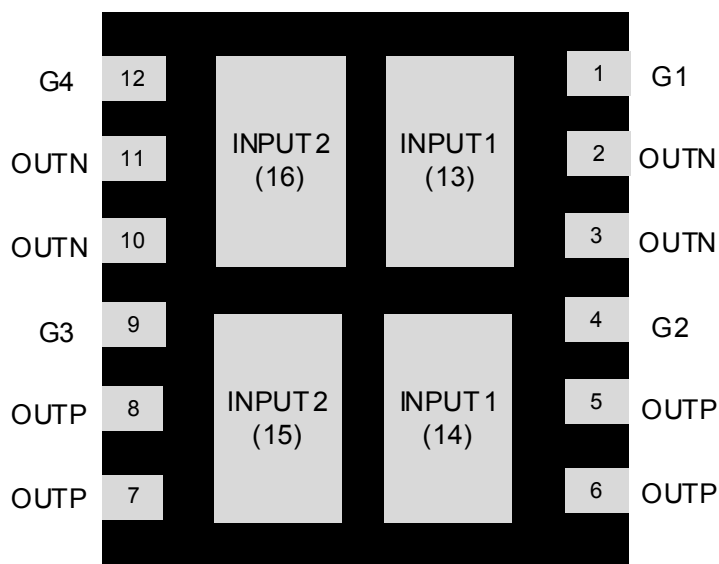 G4
12
INPUT 2
(16)
INPUT 1
(13)
1
G1
OUTN
11
2
OUTN
OUTN
10
3
OUTN
G3
9
4
G2
INPUT 2
(15)
INPUT 1
(14)
OUTP
8
5
OUTP
OUTP
7
6
OUTP